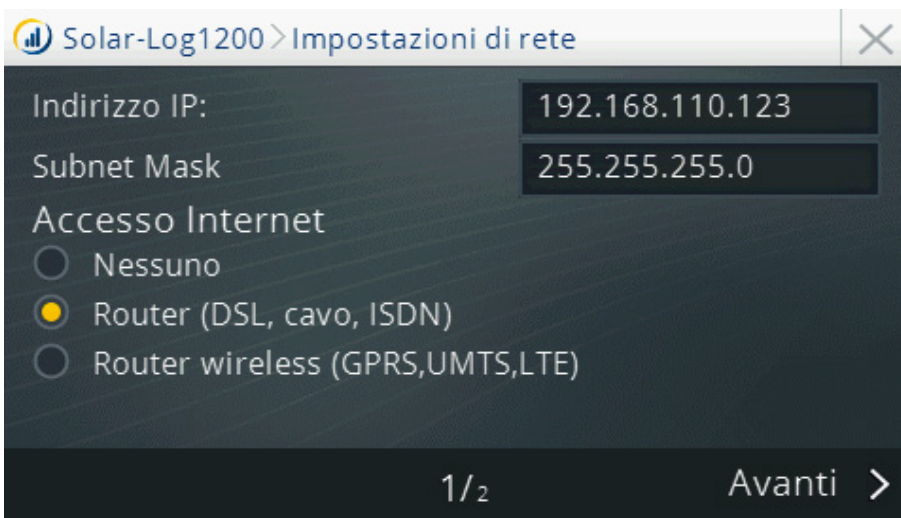 Solar-Log1200 > Impostazioni di rete
Indirizzo IP: 192.168.110.123
Subnet Mask 255.255.255.0
Accesso Internet
Nessuno
Router (DSL, cavo, ISDN)
Router wireless (GPRS,UMTS,LTE)
1/2 Avanti >